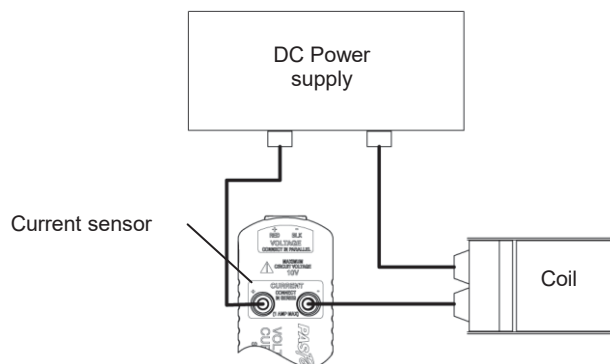 DC Power
supply
Current sensor
+ -
RED BLK
VOLTAGE
CONNECT IN PARALLEL
MAXIMUM
CIRCUIT VOLTAGE
10V
CURRENT
CONNECT
IN SERIES
+ -
(1 AMP MAX)
Coil